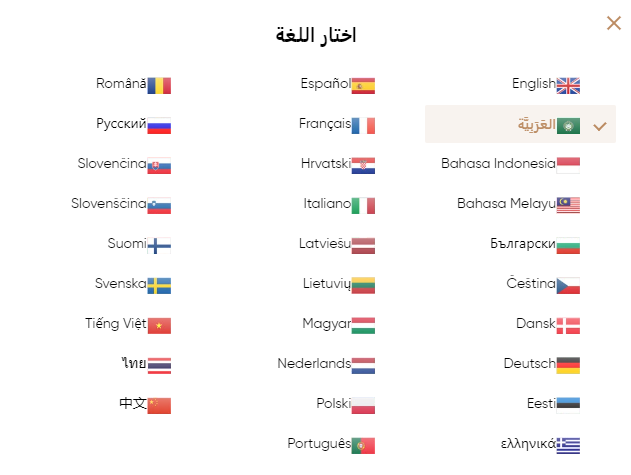 اختار اللغة
English
العَرَبِيَّة
Bahasa Indonesia
Bahasa Melayu
Български
Čeština
Dansk
Deutsch
Eesti
ελληνικά
Español
Français
Hrvatski
Italiano
Latviešu
Lietuvių
Magyar
Nederlands
Polski
Português
Română
Русский
Slovenčina
Slovenščina
Suomi
Svenska
Tiếng Việt
ไทย
中文